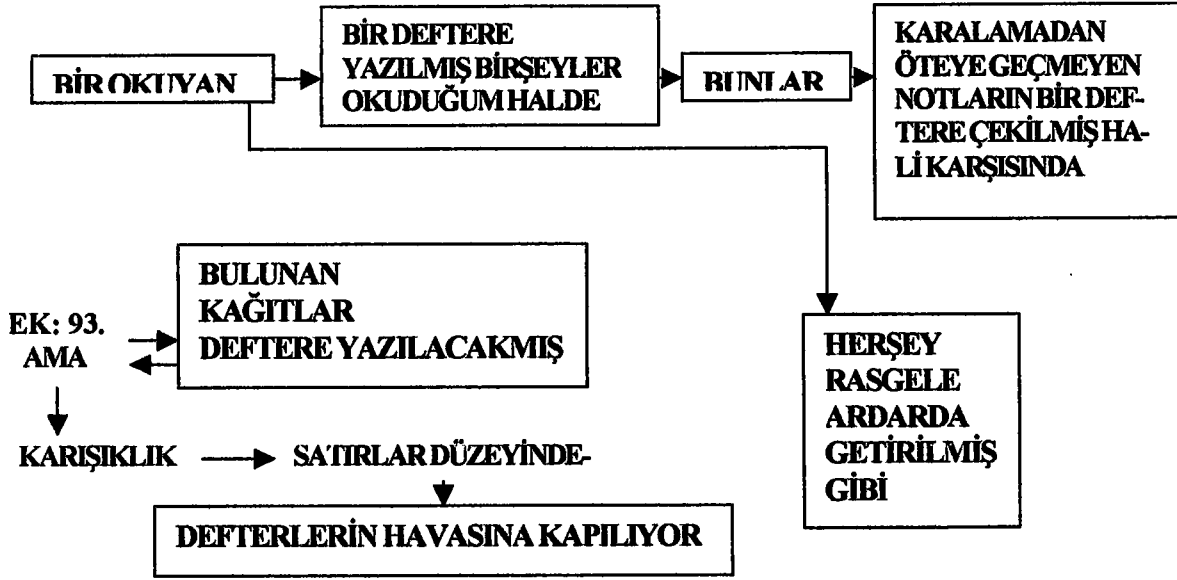 BİR OKUYAN
BİR DEFTERE
YAZILMIŞ BİRŞEYLER
OKUDUĞUM HALDE
BUNLAR
KARALAMADAN
ÖTEYE GEÇMEYEN
NOTLARIN BİR DEF-
TERE ÇEKİLMİŞ HA-
Lİ KARŞISINDA
HERŞEY
RASGELE
ARDARDA
GETİRİLMİŞ
GİBİ
BULUNAN
KAĞITLAR
DEFTERE YAZILACAKMIŞ
EK: 93.
AMA
KARIŞIKLIK
SATIRLAR DÜZEYİNDE-
DEFTERLERİN HAVASINA KAPILIYOR